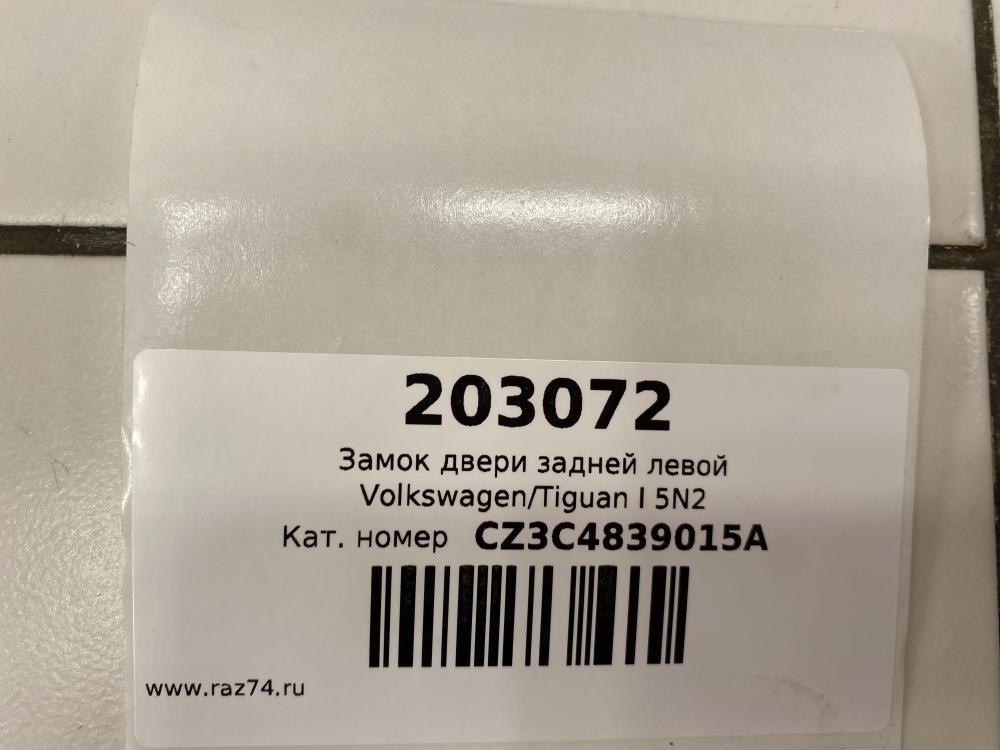 203072
Замок двери задней левой
Volkswagen/Tiguan I 5N2
Кат. номер CZ3C4839015A
www.raz74.ru